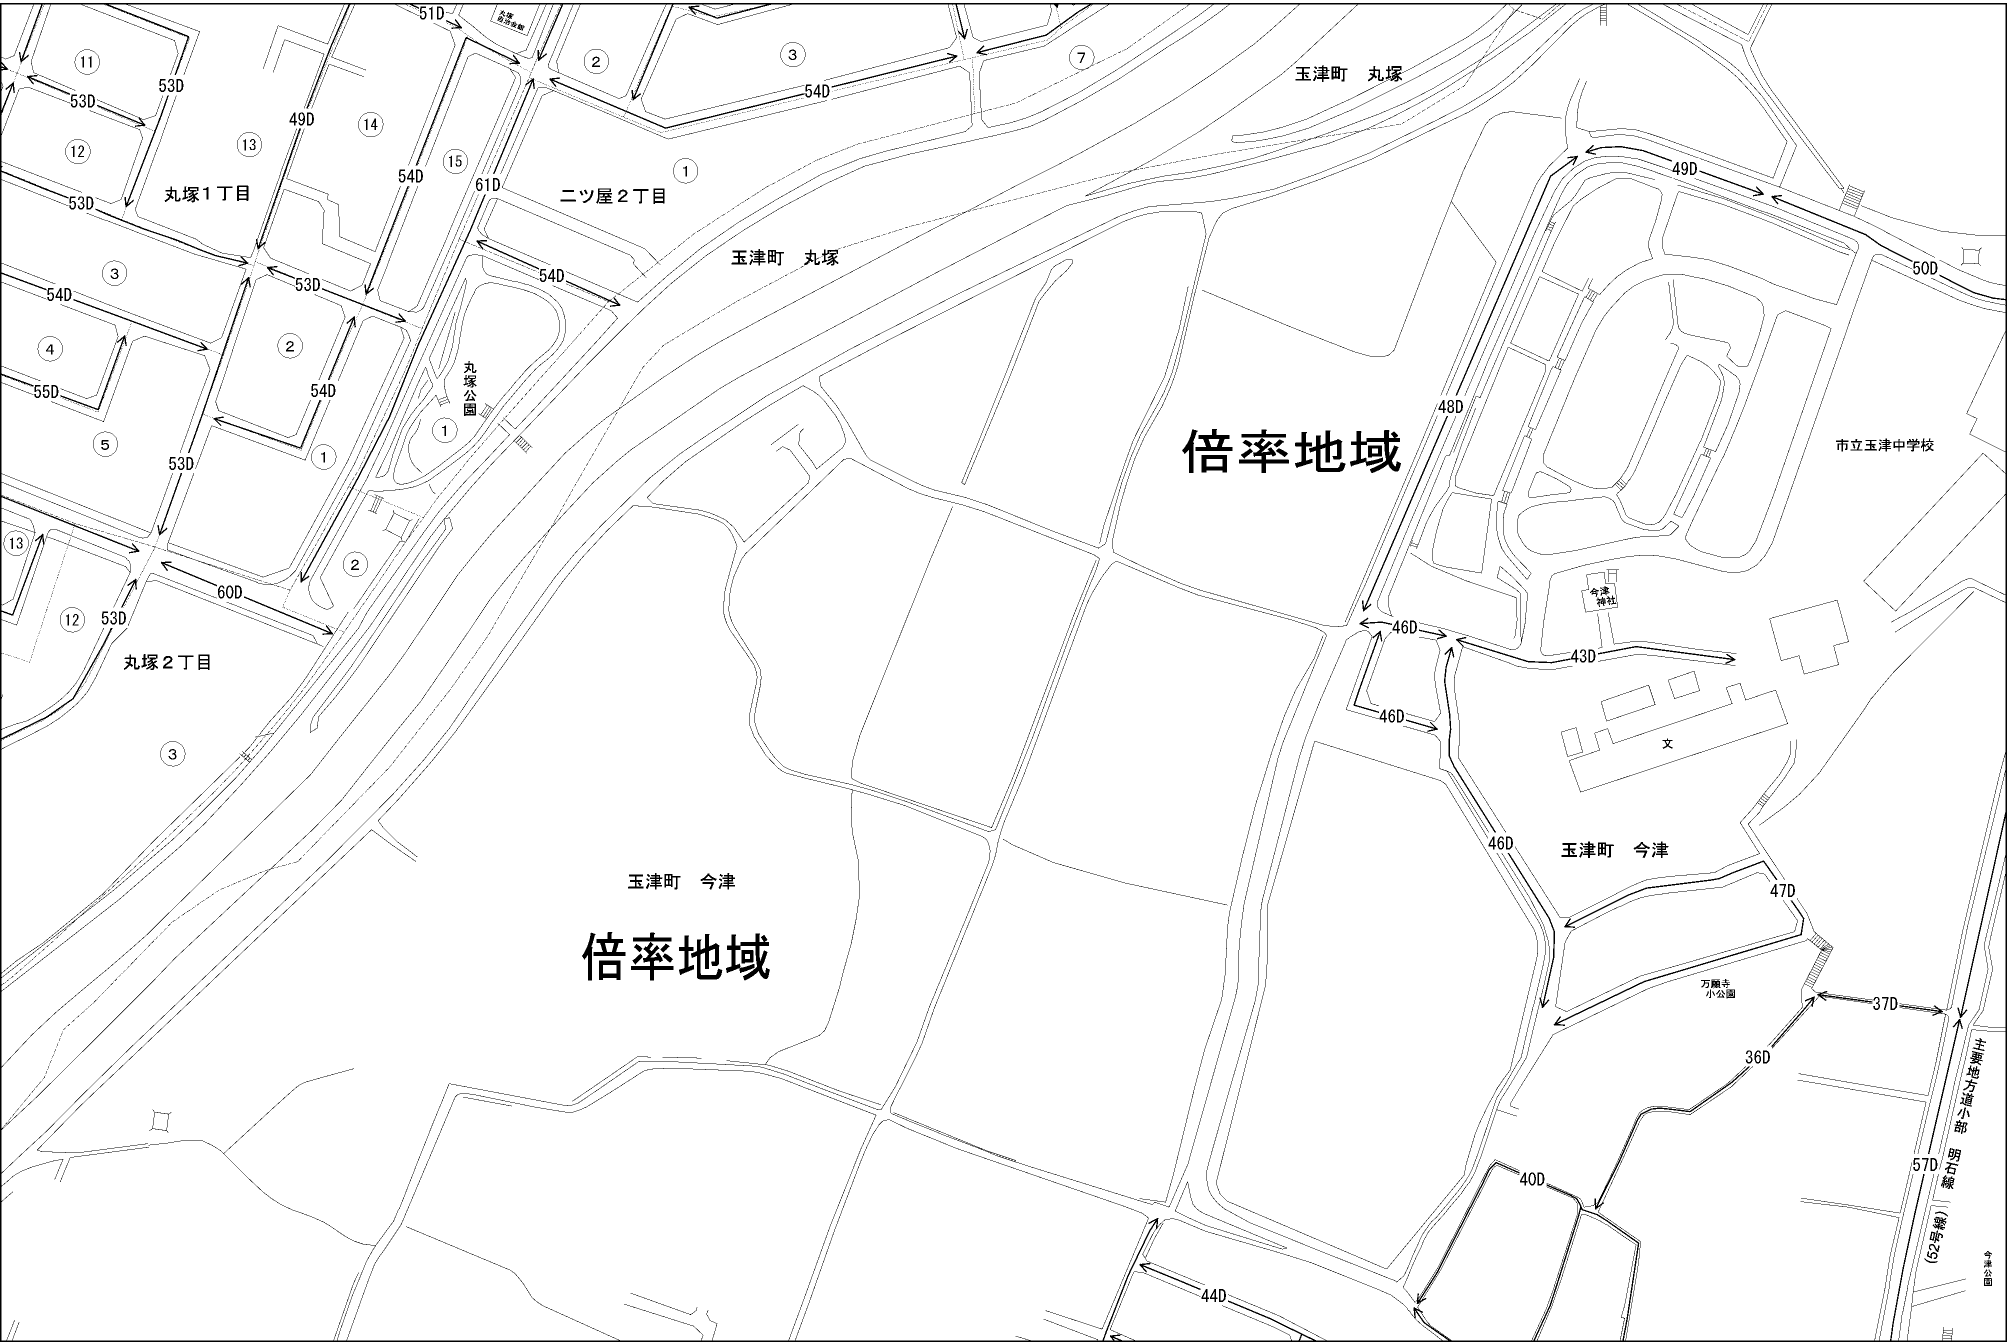 51D
丸塚
自治会館
11
53D
53D
12
53D
49D
13
丸塚１丁目
14
54D
15
61D
2
3
54D
7
1
二ツ屋２丁目
玉津町　丸塚
玉津町　丸塚
49D
50D
3
54D
4
55D
5
53D
53D
2
54D
1
54D
丸塚公園
1
2
13
12
53D
60D
丸塚２丁目
3
倍率地域
48D
市立玉津中学校
今津
神社
46D
43D
46D
文
46D
玉津町　今津
47D
玉津町　今津
倍率地域
万願寺
小公園
37D
36D
主要地方道小部　明石線
(52号線)
57D
40D
44D
今津公園